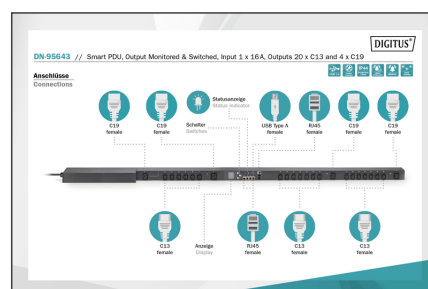 DIGITUS®
DN-95643 // Smart PDU, Output Monitored & Switched, Input 1 x 16A, Outputs 20 x C13 and 4 x C19
Anschlüsse
Connections
C19
female
C19
female
Statusanzeige
Status indicator
Schalter
Switches
USB Type A
female
RJ45
female
C19
female
C19
female
C13
female
Anzeige
Display
RJ45
female
C13
female
C13
female